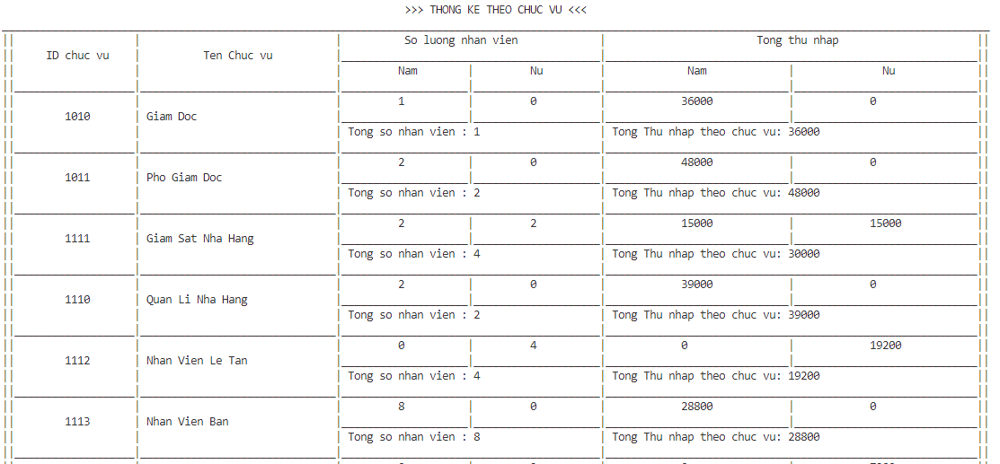 >>> THONG KE THEO CHUC VU <<<
So luong nhan vien Tong thu nhap
ID chuc vu Ten Chuc vu
Nam Nu Nam Nu
1 0 36000 0
1010 Giam Doc
Tong so nhan vien : 1 Tong Thu nhap theo chuc vu: 36000
2 0 48000 0
1011 Pho Giam Doc
Tong so nhan vien : 2 Tong Thu nhap theo chuc vu: 48000
2 2 15000 15000
1111 Giam Sat Nha Hang
Tong so nhan vien : 4 Tong Thu nhap theo chuc vu: 30000
2 0 39000 0
1110 Quan Li Nha Hang
Tong so nhan vien : 2 Tong Thu nhap theo chuc vu: 39000
0 4 0 19200
1112 Nhan Vien Le Tan
Tong so nhan vien : 4 Tong Thu nhap theo chuc vu: 19200
8 0 28800 0
1113 Nhan Vien Ban
Tong so nhan vien : 8 Tong Thu nhap theo chuc vu: 28800